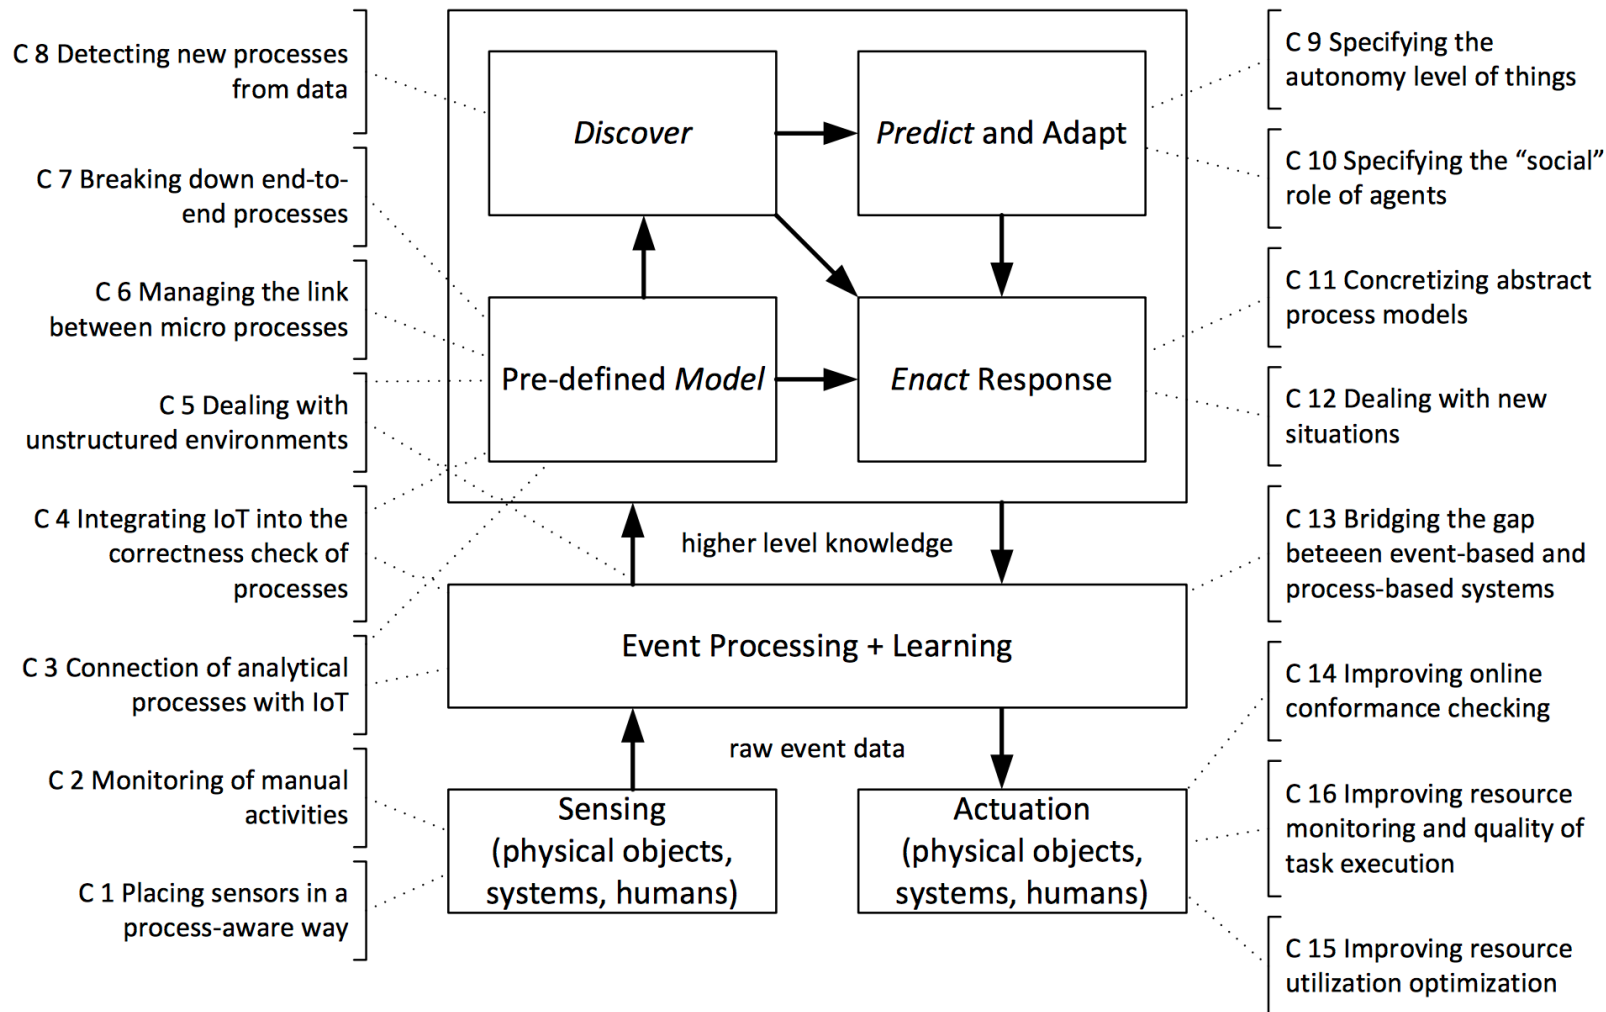 C 8 Detecting new processes
from data
C 7 Breaking down end-to-
end processes
C 6 Managing the link
between micro processes
C 5 Dealing with
unstructured environments
C 4 Integrating IoT into the
correctness check of
processes
C 3 Connection of analytical
processes with IoT
C 2 Monitoring of manual
activities
C 1 Placing sensors in a
process-aware way
Discover
Predict and Adapt
Pre-defined Model
Enact Response
higher level knowledge
Event Processing + Learning
raw event data
Sensing
(physical objects,
systems, humans)
Actuation
(physical objects,
systems, humans)
C 9 Specifying the
autonomy level of things
C 10 Specifying the “social”
role of agents
C 11 Concretizing abstract
process models
C 12 Dealing with new
situations
C 13 Bridging the gap
beteeen event-based and
process-based systems
C 14 Improving online
conformance checking
C 16 Improving resource
monitoring and quality of
task execution
C 15 Improving resource
utilization optimization